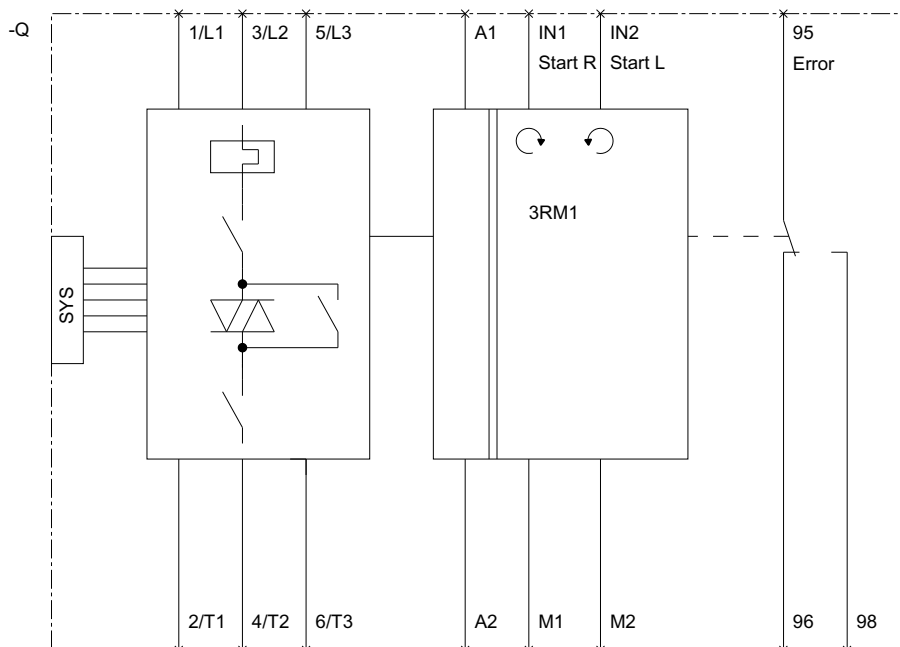 -Q
1/L1 3/L2 5/L3 A1 IN1 IN2 95
Start R Start L Error
3RM1
SYS
2/T1 4/T2 6/T3 A2 M1 M2 96 98